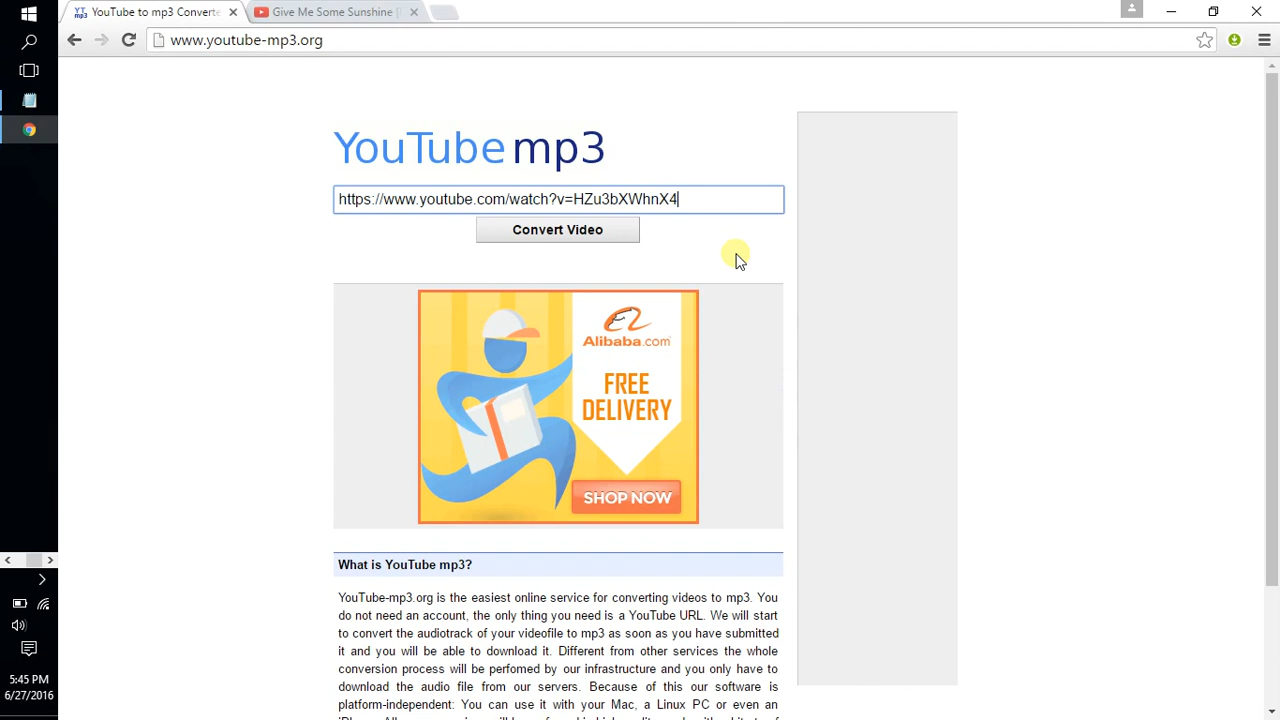 YouTube to mp3 Converte
Give Me Some Sunshine [
www.youtube-mp3.org
YouTube mp3
https://www.youtube.com/watch?v=HZu3bXWhnX4
Convert Video
Alibaba.com
FREE
DELIVERY
SHOP NOW
What is YouTube mp3?
YouTube-mp3.org is the easiest online service for converting videos to mp3. You
do not need an account, the only thing you need is a YouTube URL. We will start
to convert the audiotrack of your videofile to mp3 as soon as you have submitted
it and you will be able to download it. Different from other services the whole
conversion process will be perfomed by our infrastructure and you only have to
download the audio file from our servers. Because of this our software is
platform-independent: You can use it with your Mac, a Linux PC or even an
5:45 PM
6/27/2016